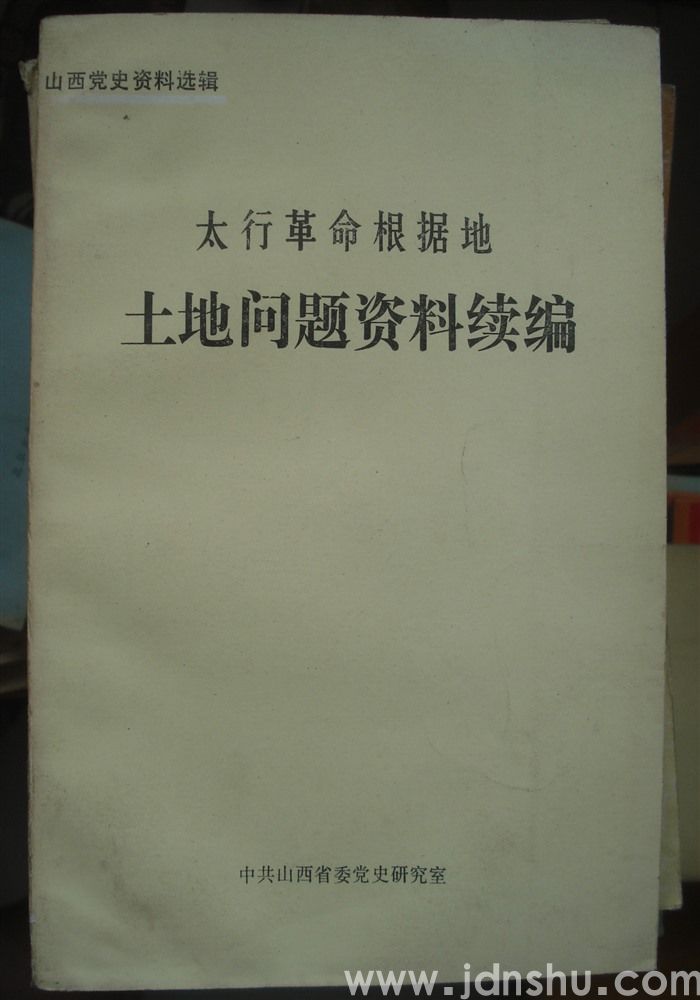 山西党史资料选辑
太行革命根据地
土地问题资料续编
中共山西省委党史研究室
www.jdnshu.com